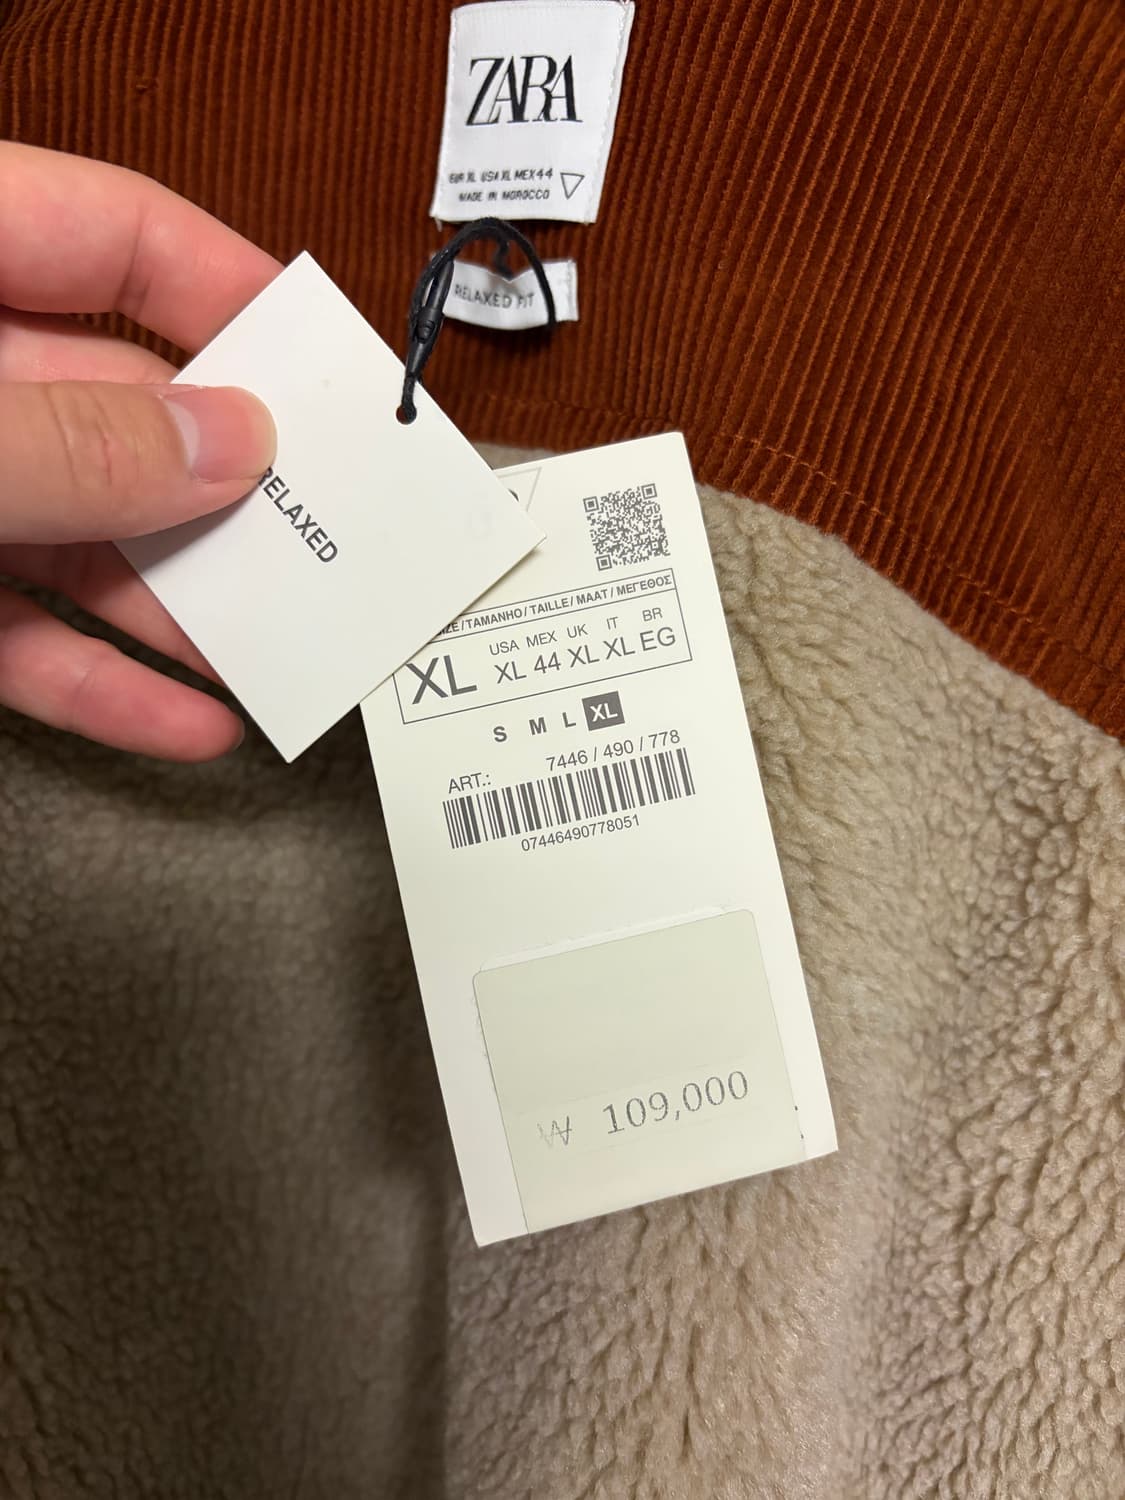 ZARA
EUR XL USA XL MEX 44
MADE IN MOROCCO
RELAXED FIT
RELAXED
SIZE / TAMANHO / TAILLE / MAAT / ΜΕΓΕΘΟΣ
USA MEX UK IT BR
XL XL 44 XL XL EG
S M L XL
ART.: 7446 / 490 / 778
07446490778051
₩ 109,000